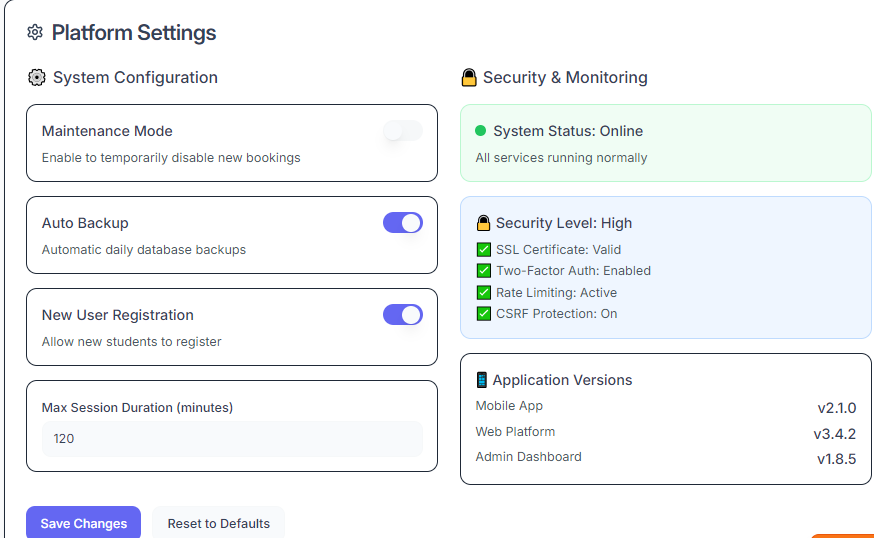 Platform Settings
System Configuration
Maintenance Mode
Enable to temporarily disable new bookings
Auto Backup
Automatic daily database backups
New User Registration
Allow new students to register
Max Session Duration (minutes)
120
Save Changes
Reset to Defaults
Security & Monitoring
System Status: Online
All services running normally
Security Level: High
SSL Certificate: Valid
Two-Factor Auth: Enabled
Rate Limiting: Active
CSRF Protection: On
Application Versions
Mobile App v2.1.0
Web Platform v3.4.2
Admin Dashboard v1.8.5